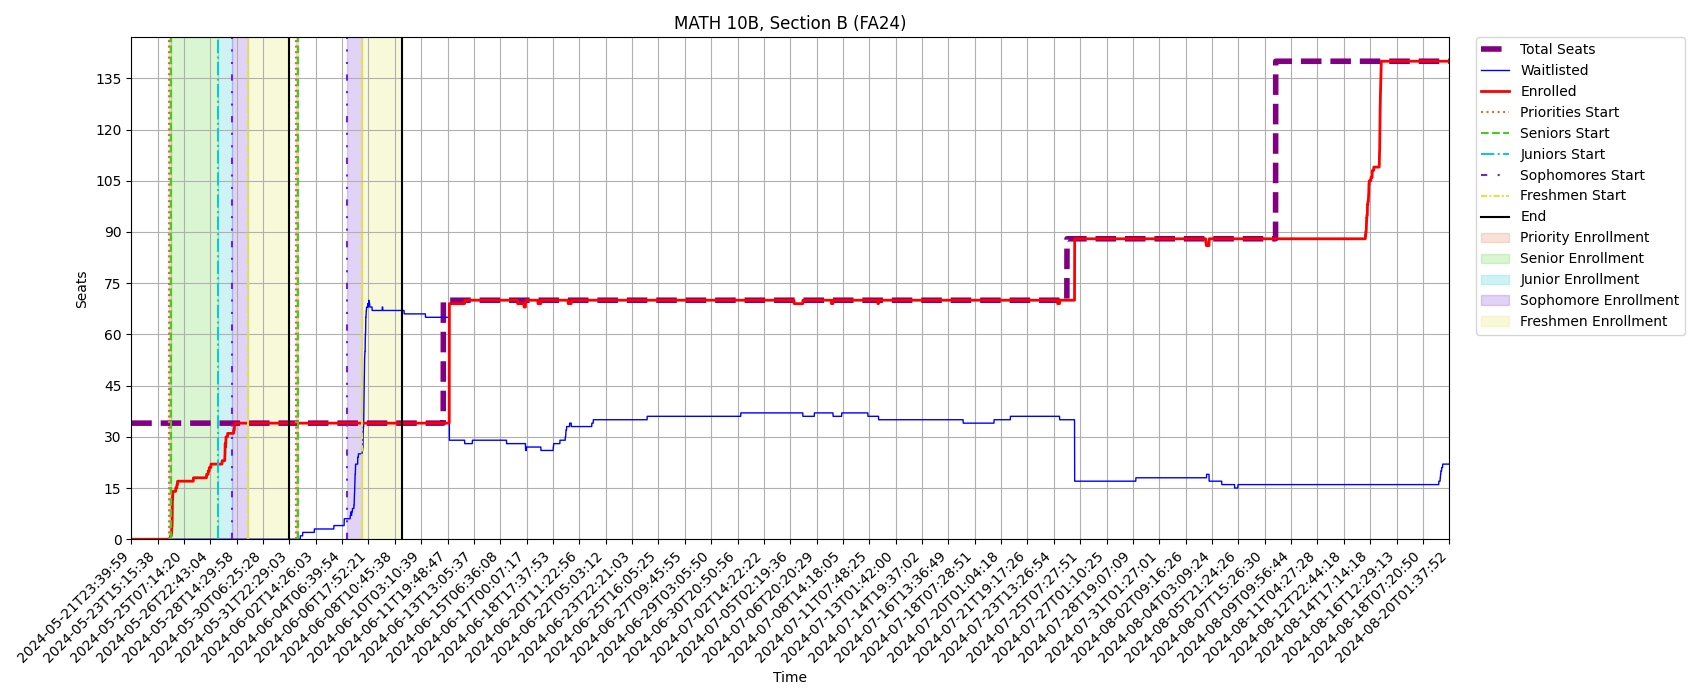 MATH 10B, Section B (FA24)
Seats
135
120
105
90
75
60
45
30
15
0
2024-05-21T23:39:59
2024-05-23T15:15:38
2024-05-25T07:14:20
2024-05-26T22:43:04
2024-05-28T14:29:58
2024-05-30T06:25:28
2024-05-31T22:29:03
2024-06-02T14:26:03
2024-06-04T06:39:54
2024-06-06T17:52:21
2024-06-08T10:45:38
2024-06-10T03:10:39
2024-06-11T19:48:47
2024-06-13T13:05:37
2024-06-15T06:36:08
2024-06-17T00:07:17
2024-06-18T17:37:53
2024-06-20T11:22:56
2024-06-22T05:03:12
2024-06-23T22:21:03
2024-06-25T16:05:25
2024-06-27T09:45:55
2024-06-29T03:05:50
2024-06-30T20:50:56
2024-07-02T14:22:22
2024-07-05T02:19:36
2024-07-06T20:20:29
2024-07-08T14:18:05
2024-07-11T07:48:25
2024-07-13T01:42:00
2024-07-14T19:37:02
2024-07-16T13:36:49
2024-07-18T07:28:51
2024-07-20T01:04:18
2024-07-21T19:17:26
2024-07-23T13:26:54
2024-07-25T07:27:51
2024-07-27T01:10:25
2024-07-28T19:07:09
2024-07-31T01:27:01
2024-08-02T09:16:26
2024-08-04T03:09:24
2024-08-05T21:24:26
2024-08-07T15:26:30
2024-08-09T09:56:44
2024-08-11T04:27:28
2024-08-12T22:44:18
2024-08-14T17:14:18
2024-08-16T12:29:13
2024-08-18T07:20:50
2024-08-20T01:37:52
Time
Total Seats
Waitlisted
Enrolled
Priorities Start
Seniors Start
Juniors Start
Sophomores Start
Freshmen Start
End
Priority Enrollment
Senior Enrollment
Junior Enrollment
Sophomore Enrollment
Freshmen Enrollment